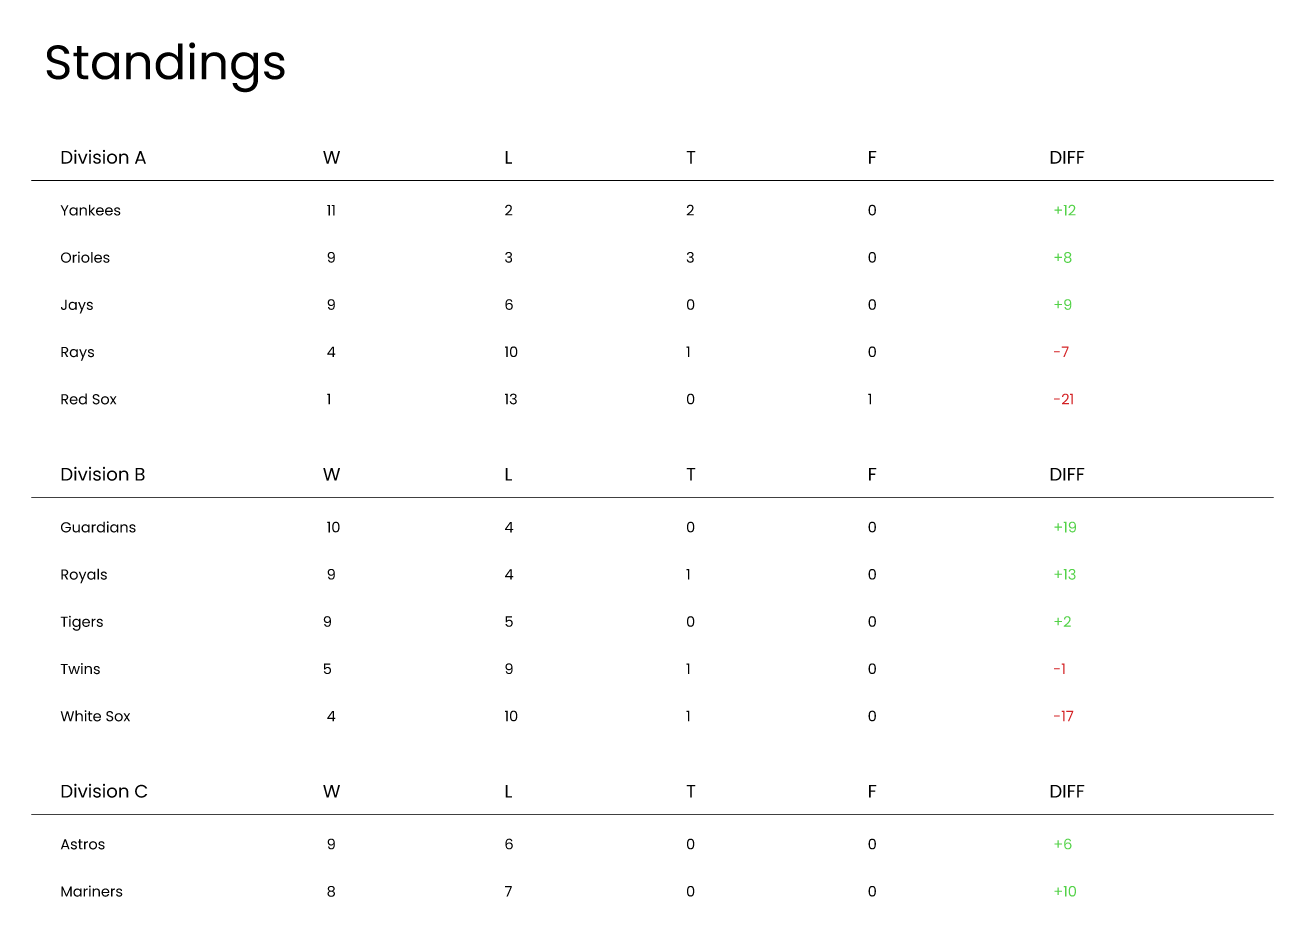 Standings
Division A W L T F DIFF
Yankees 11 2 2 0 +12
Orioles 9 3 3 0 +8
Jays 9 6 0 0 +9
Rays 4 10 1 0 -7
Red Sox 1 13 0 1 -21
Division B W L T F DIFF
Guardians 10 4 0 0 +19
Royals 9 4 1 0 +13
Tigers 9 5 0 0 +2
Twins 5 9 1 0 -1
White Sox 4 10 1 0 -17
Division C W L T F DIFF
Astros 9 6 0 0 +6
Mariners 8 7 0 0 +10